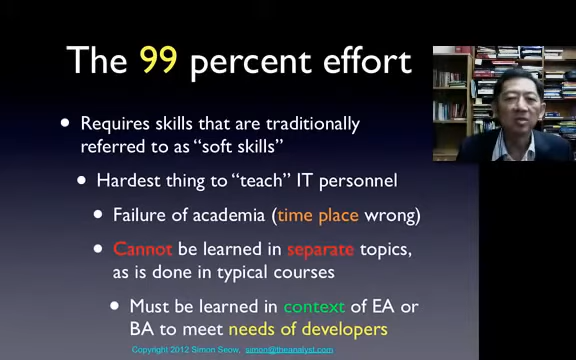 The 99 percent effort
• Requires skills that are traditionally
referred to as “soft skills”
• Hardest thing to “teach” IT personnel
• Failure of academia (time place wrong)
• Cannot be learned in separate topics,
as is done in typical courses
• Must be learned in context of EA or
BA to meet needs of developers
Copyright 2012 Simon Seow, simon@theanalyst.com